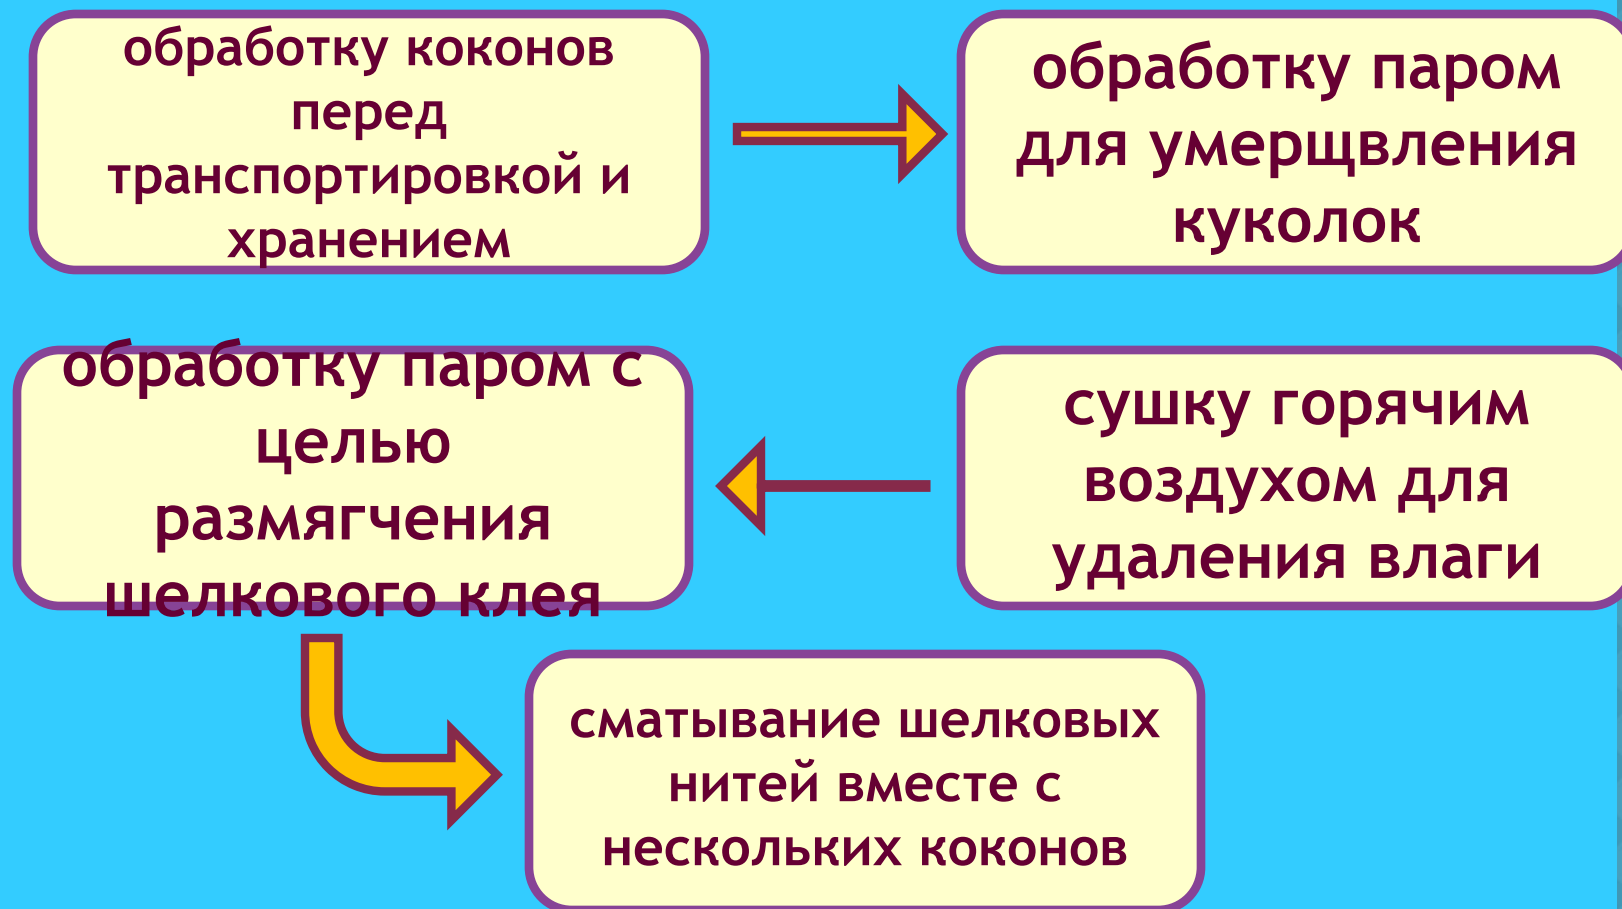 обработку коконов
перед
транспортировкой и
хранением
обработку паром
для умерщвления
куколок
сушку горячим
воздухом для
удаления влаги
обработку паром с
целью
размягчения
шелкового клея
сматывание шелковых
нитей вместе с
нескольких коконов